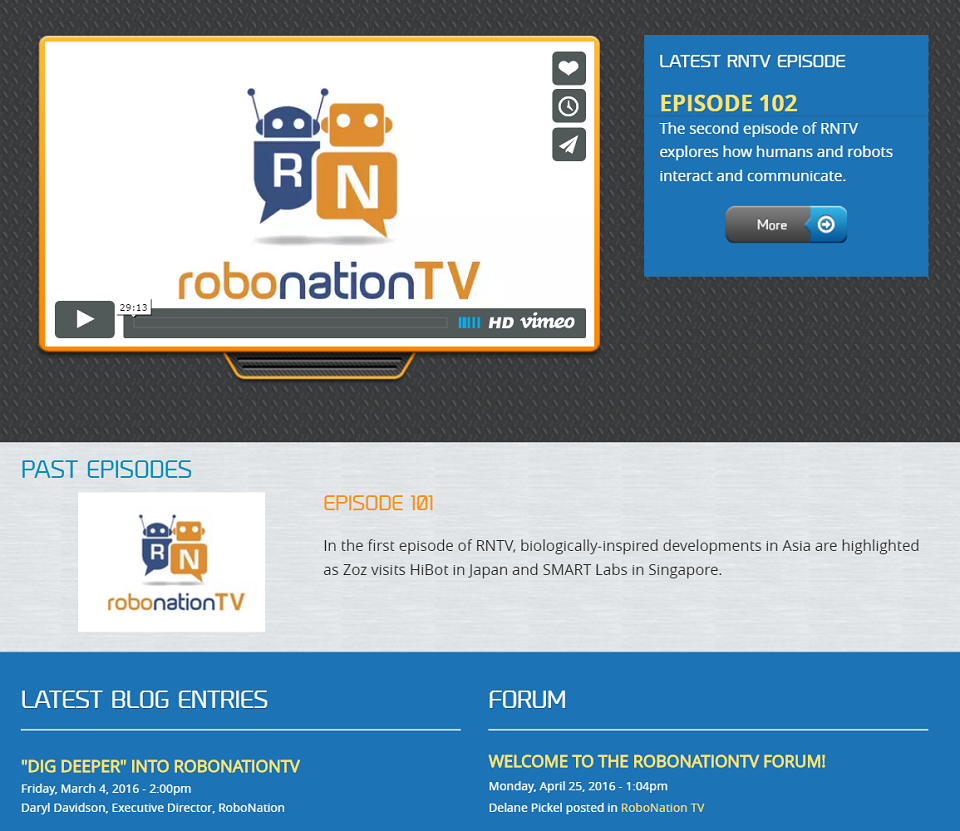 R N
robonationTV
29:13
HD vimeo
LATEST RNTV EPISODE
EPISODE 102
The second episode of RNTV
explores how humans and robots
interact and communicate.
More
PAST EPISODES
R N
robonationTV
EPISODE 101
In the first episode of RNTV, biologically-inspired developments in Asia are highlighted
as Zoz visits HiBot in Japan and SMART Labs in Singapore.
LATEST BLOG ENTRIES
"DIG DEEPER" INTO ROBONATIONTV
Friday, March 4, 2016 - 2:00pm
Daryl Davidson, Executive Director, RoboNation
FORUM
WELCOME TO THE ROBONATIONTV FORUM!
Monday, April 25, 2016 - 1:04pm
Delane Pickel posted in RoboNation TV